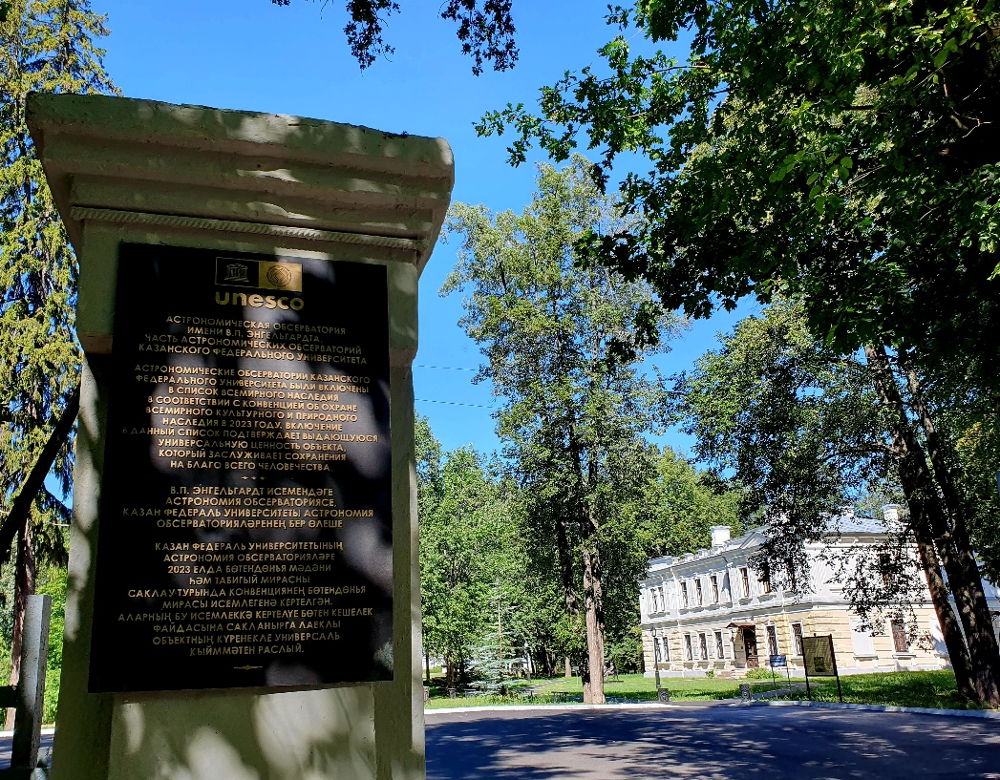 unesco
АСТРОНОМИЧЕСКАЯ ОБСЕРВАТОРИЯ
ИМЕНИ В.П. ЭНГЕЛЬГАРДТА,
ЧАСТЬ АСТРОНОМИЧЕСКИХ ОБСЕРВАТОРИЙ
КАЗАНСКОГО ФЕДЕРАЛЬНОГО УНИВЕРСИТЕТА
АСТРОНОМИЧЕСКИЕ ОБСЕРВАТОРИИ КАЗАНСКОГО
ФЕДЕРАЛЬНОГО УНИВЕРСИТЕТА БЫЛИ ВКЛЮЧЕНЫ
В СПИСОК ВСЕМИРНОГО НАСЛЕДИЯ
В СООТВЕТСТВИИ С КОНВЕНЦИЕЙ ОБ ОХРАНЕ
ВСЕМИРНОГО КУЛЬТУРНОГО И ПРИРОДНОГО
НАСЛЕДИЯ В 2023 ГОДУ. ВКЛЮЧЕНИЕ
В ДАННЫЙ СПИСОК ПОДТВЕРЖДАЕТ ВЫДАЮЩУЮСЯ
УНИВЕРСАЛЬНУЮ ЦЕННОСТЬ ОБЪЕКТА,
КОТОРЫЙ ЗАСЛУЖИВАЕТ СОХРАНЕНИЯ
НА БЛАГО ВСЕГО ЧЕЛОВЕЧЕСТВА.
В.П. ЭНГЕЛЬГАРДТ ИСЕМЕНДӘГЕ
АСТРОНОМИЯ ОБСЕРВАТОРИЯСЕ,
КАЗАН ФЕДЕРАЛЬ УНИВЕРСИТЕТЫ АСТРОНОМИЯ
ОБСЕРВАТОРИЯЛӘРЕНЕҢ БЕР ӨЛЕШЕ
КАЗАН ФЕДЕРАЛЬ УНИВЕРСИТЕТЫНЫҢ
АСТРОНОМИЯ ОБСЕРВАТОРИЯЛӘРЕ
2023 ЕЛДА БӨТЕНДӨНЬЯ МӘДӘНИ
ҺӘМ ТАБИГЫЙ МИРАСНЫ
САКЛАУ ТУРЫНДА КОНВЕНЦИЯНЕҢ БӨТЕНДӨНЬЯ
МИРАСЫ ИСЕМЛЕГЕНӘ КЕРТЕЛГӘН.
АЛАРНЫҢ БУ ИСЕМЛЕККӘ КЕРТЕЛҮЕ БӨТЕН КЕШЕЛЕК
ФАЙДАСЫНА САКЛАНЫРГА ЛАЕКЛЫ
ОБЪЕКТНЫҢ КҮРЕНЕКЛЕ УНИВЕРСАЛЬ
КЫЙММӘТЕН РАСЛЫЙ.